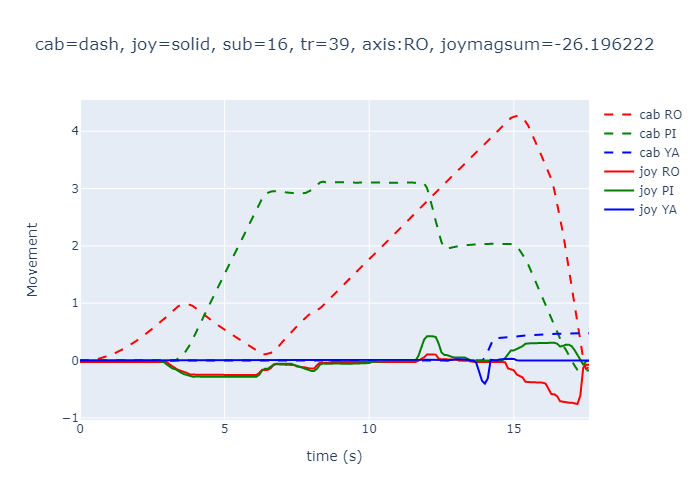 cab=dash, joy=solid, sub=16, tr=39, axis:RO, joymagsum=-26.196222
Movement
4
3
2
1
0
−1
0
5
10
15
time (s)
cab RO
cab PI
cab YA
joy RO
joy PI
joy YA